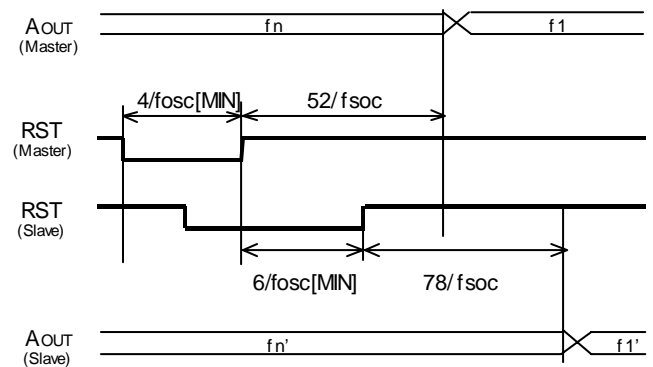 AOUT
(Master)
fn
f1
4/fosc[MIN]
52/fsoc
RST
(Master)
RST
(Slave)
6/fosc[MIN]
78/fsoc
AOUT
(Slave)
fn'
f1'